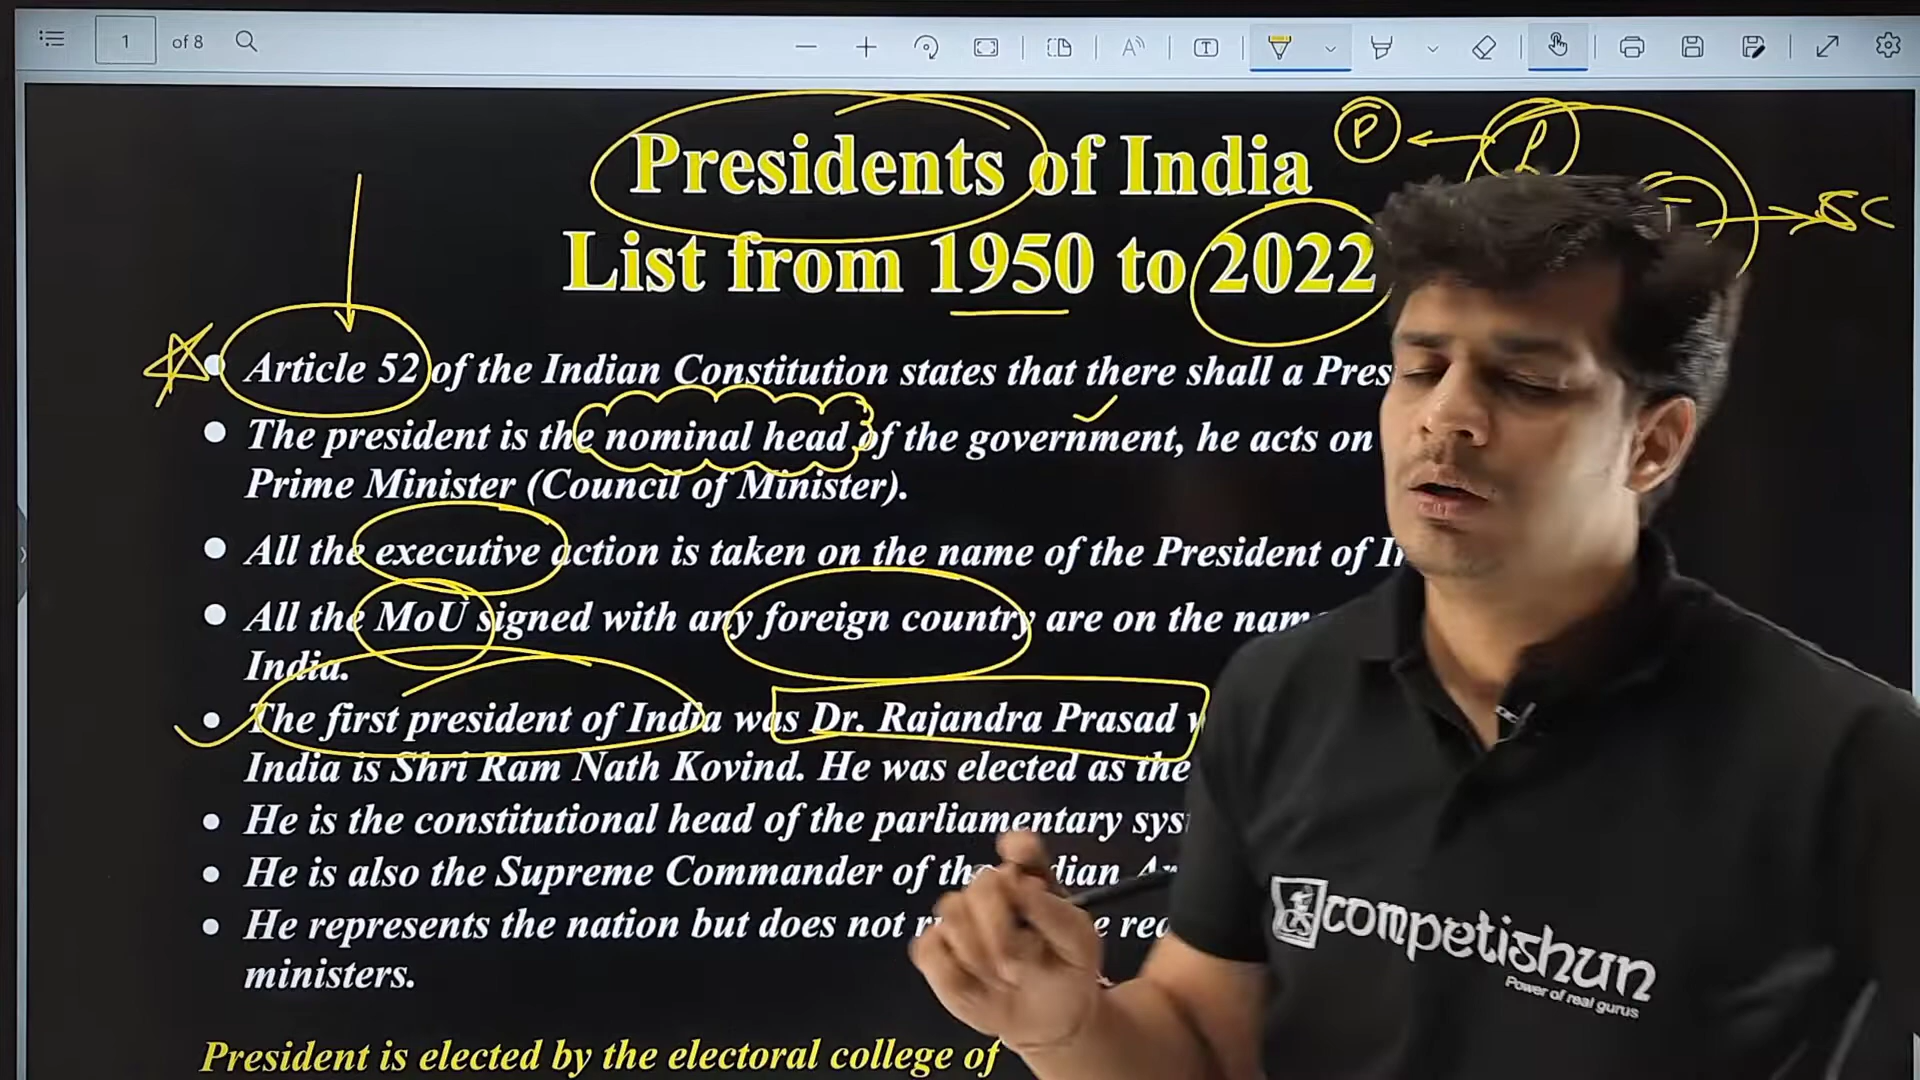 1 of 8
Presidents of India
List from 1950 to 2022
P L
SC
Article 52 of the Indian Constitution states that there shall a Pres
The president is the nominal head of the government, he acts on
Prime Minister (Council of Minister).
All the executive action is taken on the name of the President of
All the MoU signed with any foreign country are on the nam
India.
The first president of India was Dr. Rajandra Prasad
India is Shri Ram Nath Kovind. He was elected as the
He is the constitutional head of the parliamentary sys
He is also the Supreme Commander of
He represents the nation but does not
ministers.
President is elected by the electoral college of
competishun
Power of real gurus